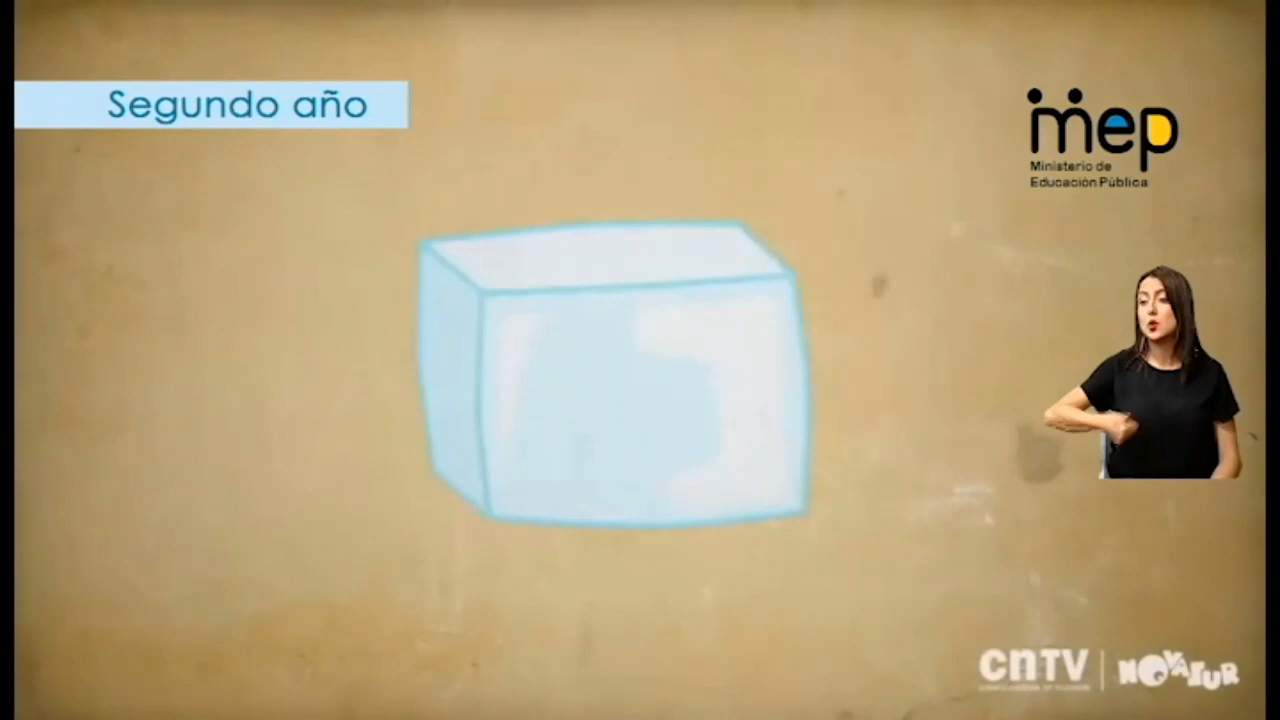 Segundo año
mep
Ministerio de
Educación Pública
CNTV
NOVASUR